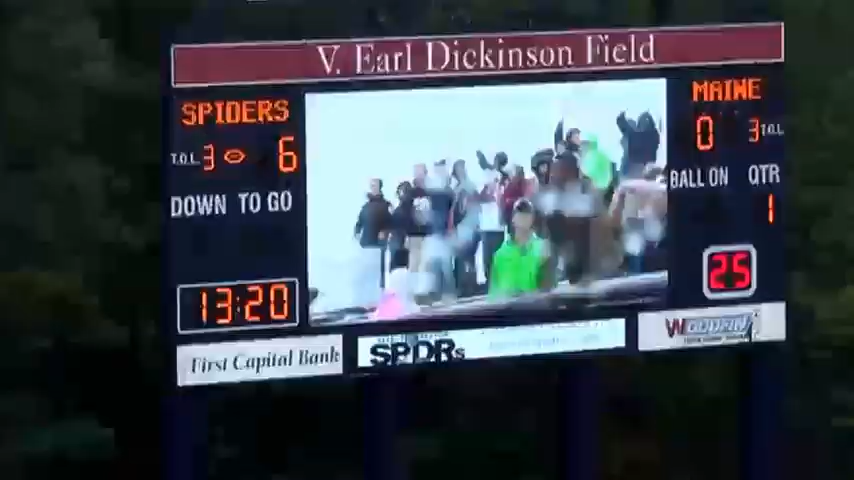 V. Earl Dickinson Field
SPIDERS
MAINE
T.O.L. 3 6
0 3 T.O.L.
DOWN TO GO
BALL ON QTR
1
13:20
25
First Capital Bank
SPDRs